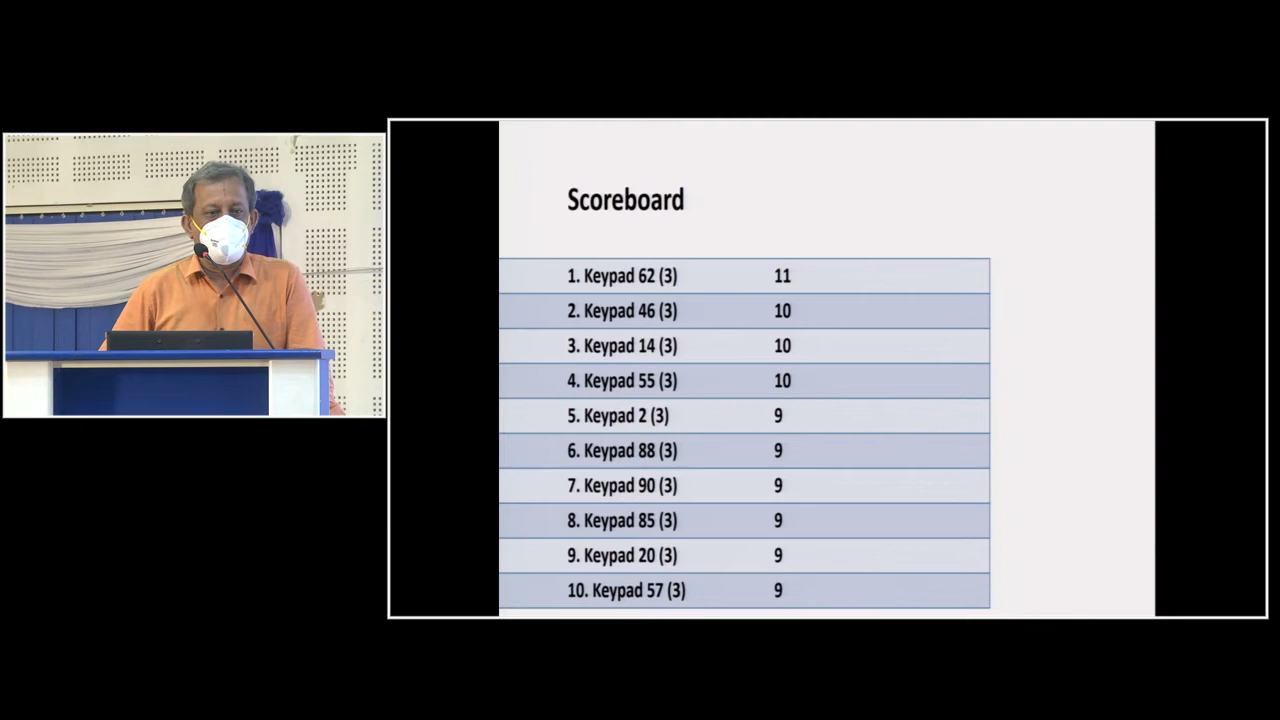 Scoreboard
1. Keypad 62 (3) 11
2. Keypad 46 (3) 10
3. Keypad 14 (3) 10
4. Keypad 55 (3) 10
5. Keypad 2 (3) 9
6. Keypad 88 (3) 9
7. Keypad 90 (3) 9
8. Keypad 85 (3) 9
9. Keypad 20 (3) 9
10. Keypad 57 (3) 9